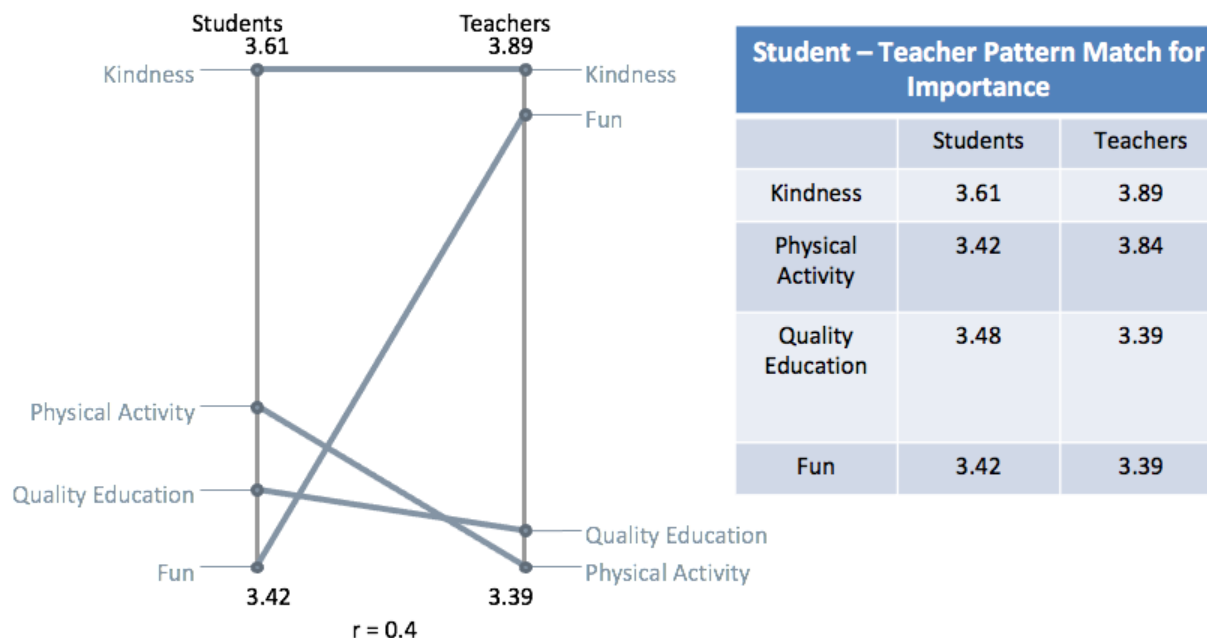 Students Teachers
3.61 3.89
Kindness Kindness
Fun
Physical Activity
Quality Education
Quality Education
Fun Physical Activity
3.42 3.39
r = 0.4
Student – Teacher Pattern Match for
Importance
Students Teachers
Kindness 3.61 3.89
Physical 3.42 3.84
Activity
Quality 3.48 3.39
Education
Fun 3.42 3.39